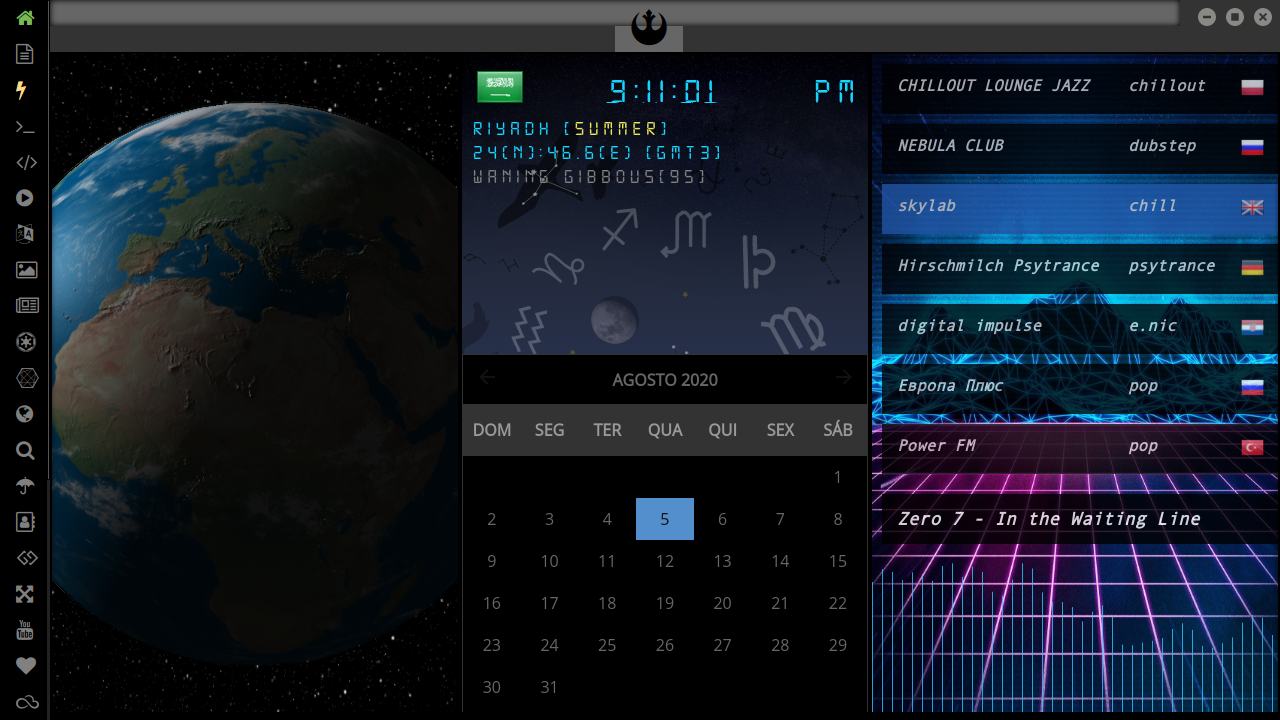 9:11:01 PM
RIYADH (SUMMER)
24(N):46.6(E) (GMT3)
WANING GIBBOUS(95)
AGOSTO 2020
DOM SEG TER QUA QUI SEX SÁB
1
2 3 4 5 6 7 8
9 10 11 12 13 14 15
16 17 18 19 20 21 22
23 24 25 26 27 28 29
30 31
CHILLOUT LOUNGE JAZZ chillout
NEBULA CLUB dubstep
skylab chill
Hirschmilch Psytrance psytrance
digital impulse e.nic
Европа Плюс pop
Power FM pop
Zero 7 - In the Waiting Line
You
Tube